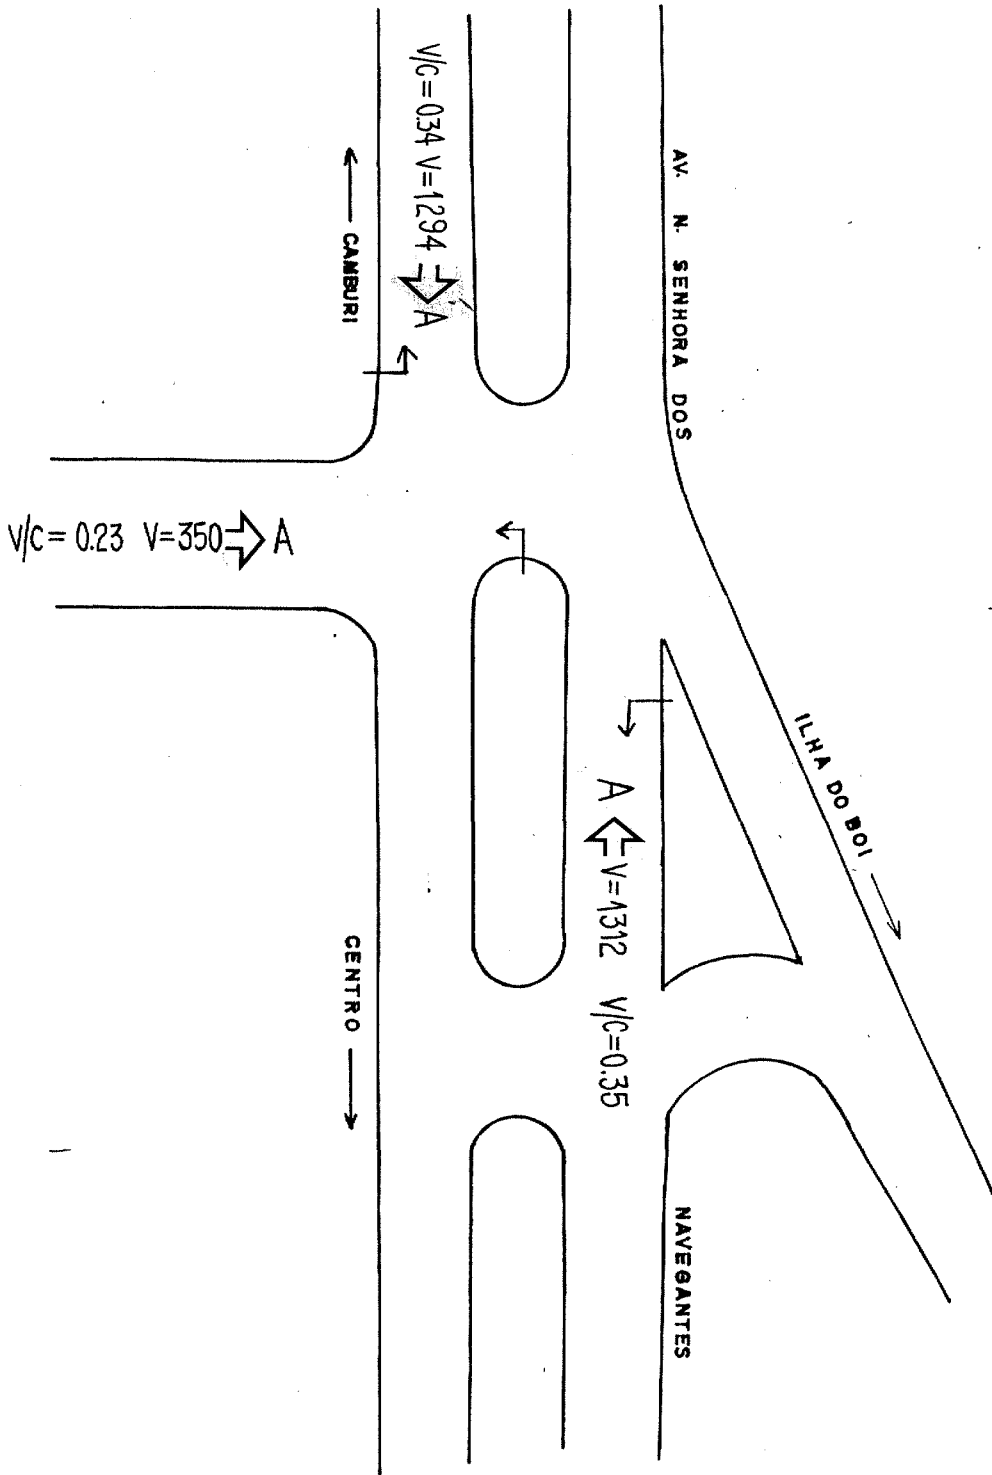 AV. N. SENHORA DOS
NAVEGANTES
V/C= 0.34 V=1294
A
CAMBURI
V/C= 0.23 V=350
A
ILHA DO BOI
A
V=1312 V/C=0.35
CENTRO